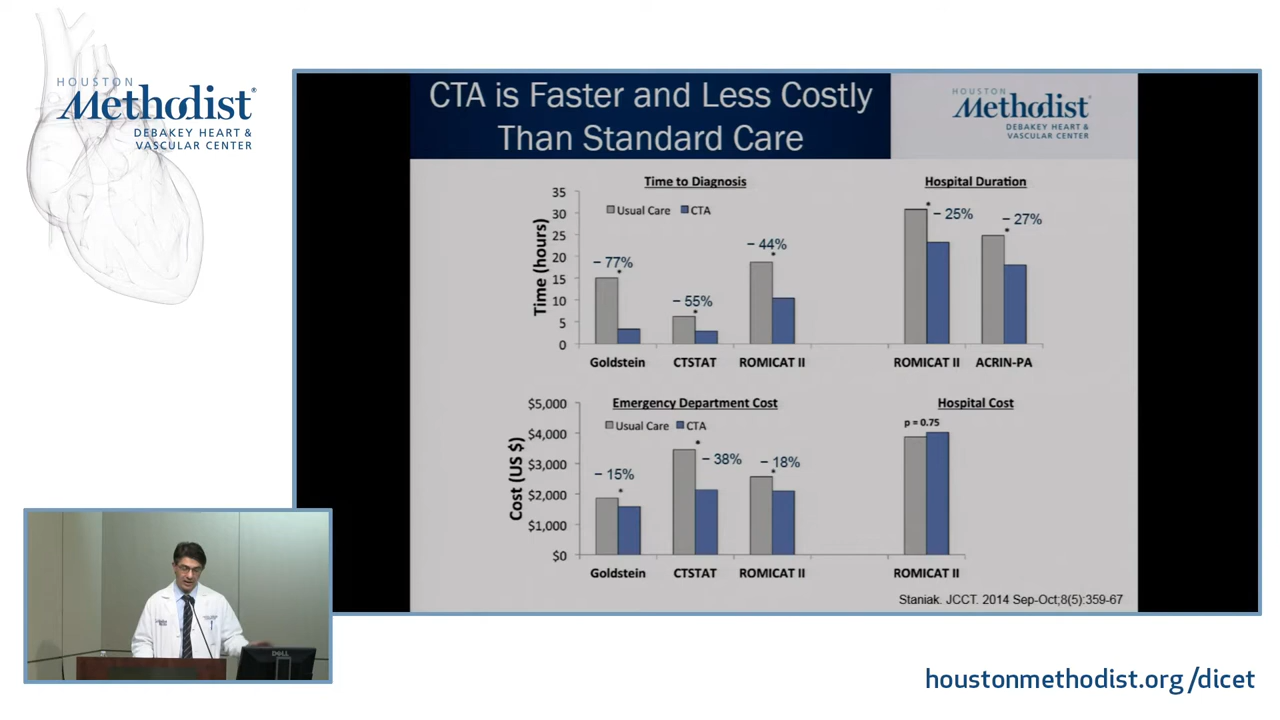 HOUSTON
Methodist®
DEBAKEY HEART &
VASCULAR CENTER
CTA is Faster and Less Costly
Than Standard Care
HOUSTON
Methodist®
DEBAKEY HEART &
VASCULAR CENTER
Time to Diagnosis
Time (hours)
35
30
25
20
15
10
5
0
Usual Care CTA
– 77%
*
– 55%
*
– 44%
*
Goldstein CTSTAT ROMICAT II
Hospital Duration
* – 25%
– 27%
*
ROMICAT II ACRIN-PA
Emergency Department Cost
Cost (US $)
$5,000
$4,000
$3,000
$2,000
$1,000
$0
Usual Care CTA
– 15%
*
*
– 38%
– 18%
*
Goldstein CTSTAT ROMICAT II
Hospital Cost
p = 0.75
ROMICAT II
Staniak. JCCT. 2014 Sep-Oct;8(5):359-67
DELL
houstonmethodist.org/dicet